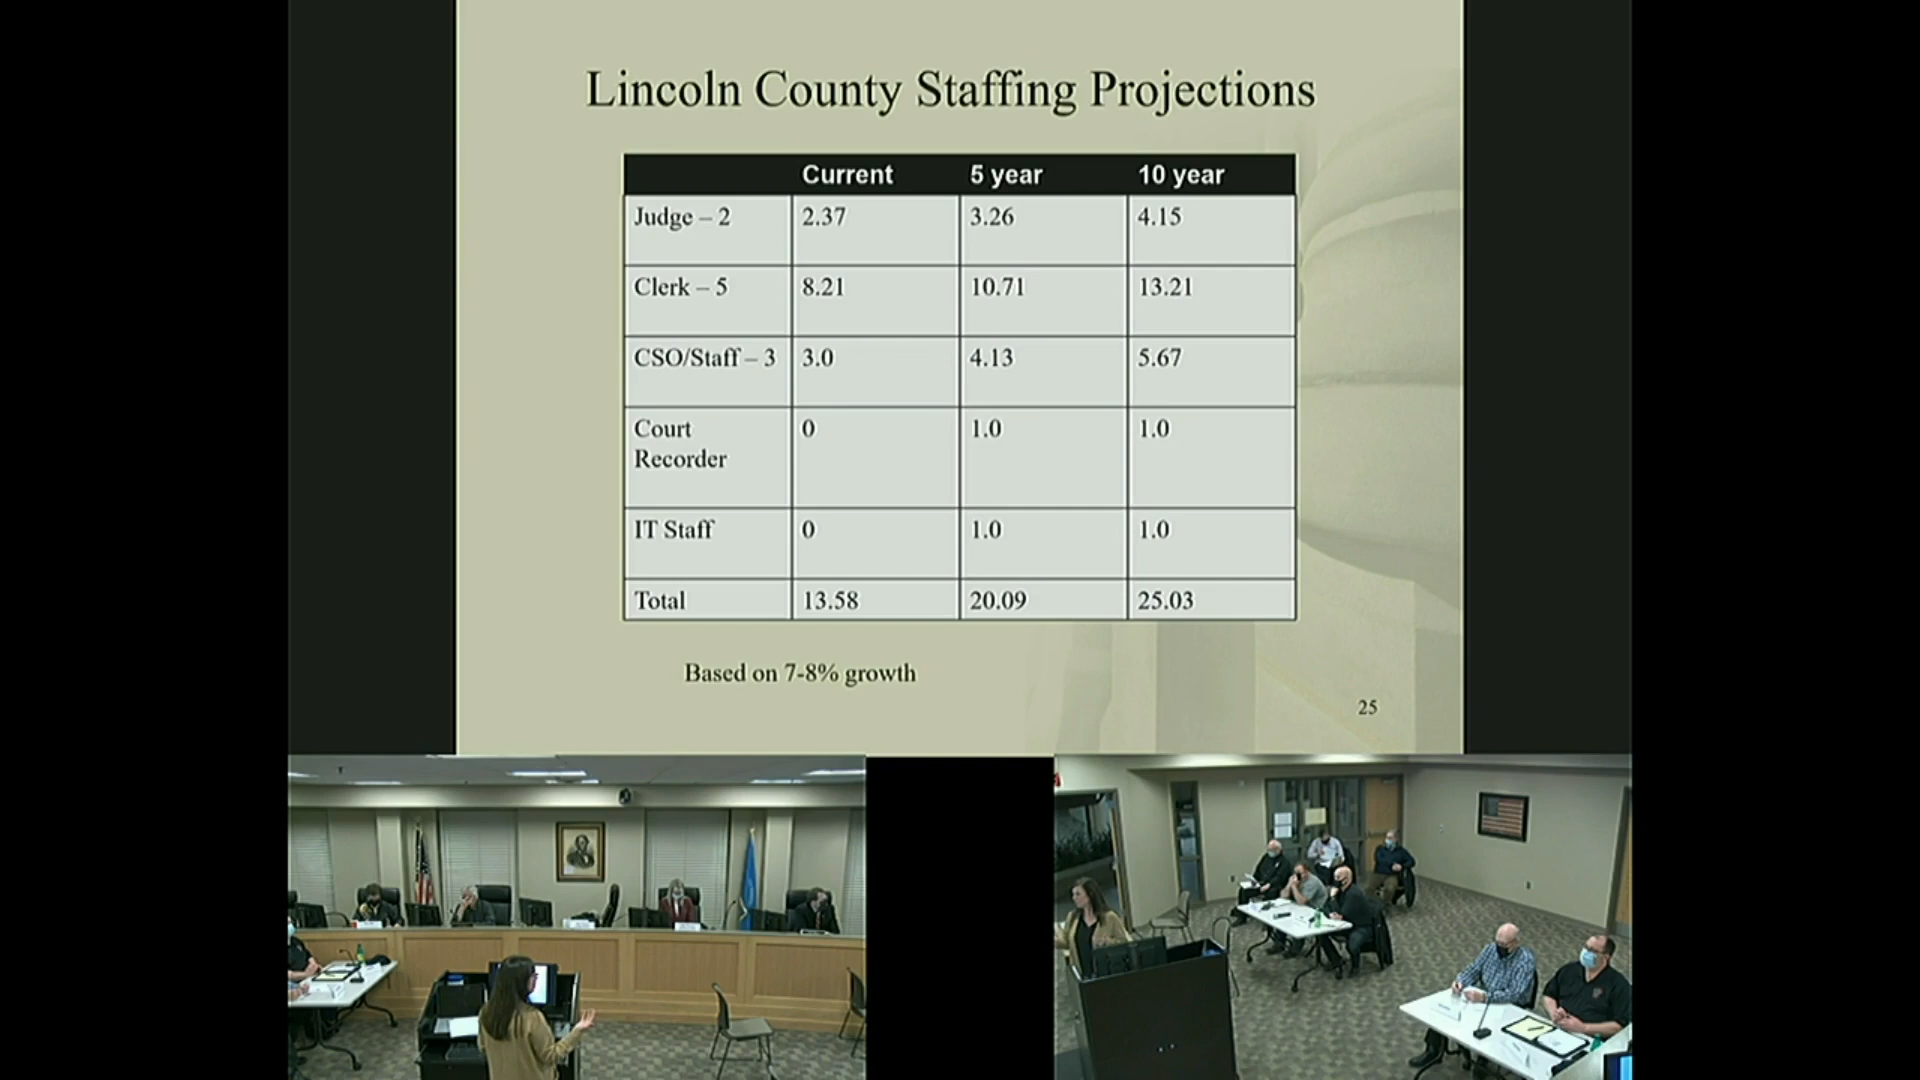 Lincoln County Staffing Projections
Current 5 year 10 year
Judge – 2 2.37 3.26 4.15
Clerk – 5 8.21 10.71 13.21
CSO/Staff – 3 3.0 4.13 5.67
Court
Recorder 0 1.0 1.0
IT Staff 0 1.0 1.0
Total 13.58 20.09 25.03
Based on 7-8% growth
25